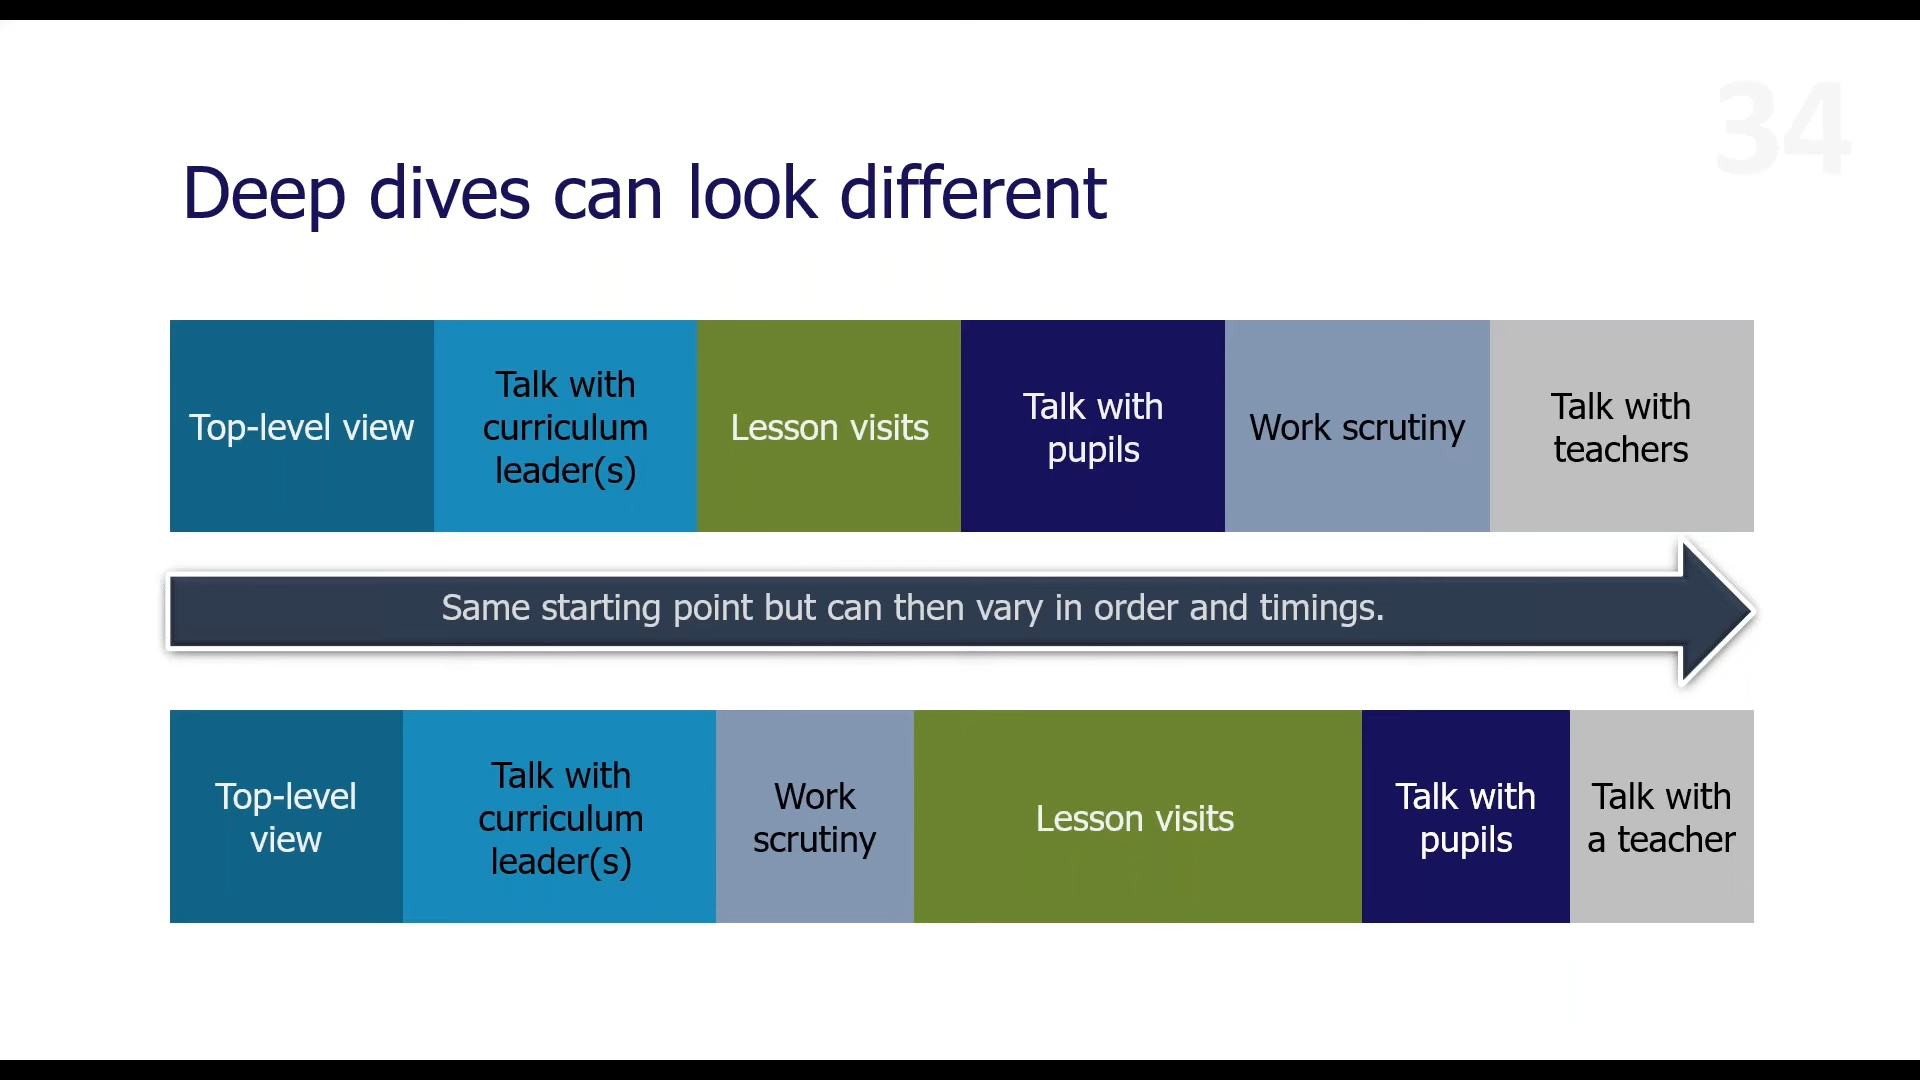 34
Deep dives can look different
Top-level view
Talk with
curriculum
leader(s)
Lesson visits
Talk with
pupils
Work scrutiny
Talk with
teachers
Same starting point but can then vary in order and timings.
Top-level
view
Talk with
curriculum
leader(s)
Work
scrutiny
Lesson visits
Talk with
pupils
Talk with
a teacher